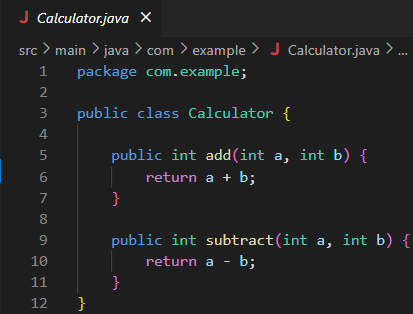 J Calculator.java ×
src > main > java > com > example > J Calculator.java > ...
1 package com.example;
2
3 public class Calculator {
4
5     public int add(int a, int b) {
6         return a + b;
7     }
8
9     public int subtract(int a, int b) {
10         return a - b;
11     }
12 }